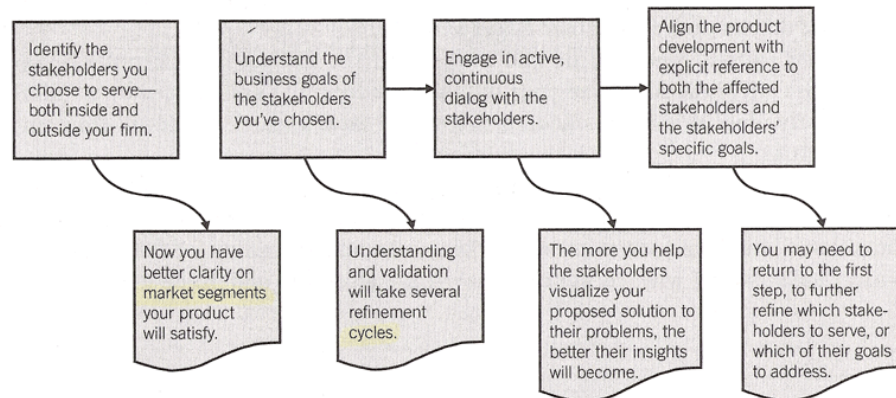 Identify the
stakeholders you
choose to serve—
both inside and
outside your firm.
Understand the
business goals of
the stakeholders
you've chosen.
Engage in active,
continuous
dialog with the
stakeholders.
Align the product
development with
explicit reference to
both the affected
stakeholders and
the stakeholders'
specific goals.
Now you have
better clarity on
market segments
your product
will satisfy.
Understanding
and validation
will take several
refinement
cycles.
The more you help
the stakeholders
visualize your
proposed solution to
their problems, the
better their insights
will become.
You may need to
return to the first
step, to further
refine which stake-
holders to serve, or
which of their goals
to address.